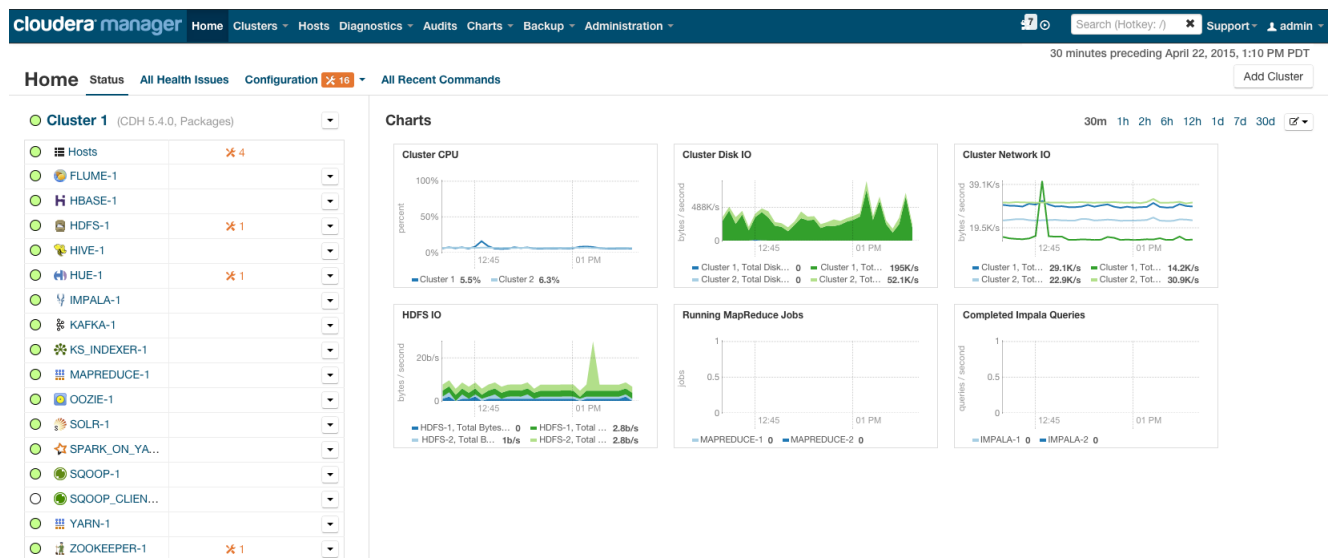 cloudera manager Home Clusters Hosts Diagnostics Audits Charts Backup Administration 7 Search (Hotkey: /) Support admin
30 minutes preceding April 22, 2015, 1:10 PM PDT
Home Status All Health Issues Configuration 16 All Recent Commands Add Cluster
Cluster 1 (CDH 5.4.0, Packages)
Hosts 4
FLUME-1
HBASE-1
HDFS-1 1
HIVE-1
HUE-1 1
IMPALA-1
KAFKA-1
KS_INDEXER-1
MAPREDUCE-1
OOZIE-1
SOLR-1
SPARK_ON_YA...
SQOOP-1
SQOOP_CLIEN...
YARN-1
ZOOKEEPER-1 1
Charts 30m 1h 2h 6h 12h 1d 7d 30d
Cluster CPU
percent
100%
50%
0%
12:45 01 PM
Cluster 1 5.5% Cluster 2 6.3%
Cluster Disk IO
bytes / second
488K/s
0
12:45 01 PM
Cluster 1, Total Disk... 0 Cluster 1, Tot... 195K/s
Cluster 2, Total Disk... 0 Cluster 2, Tot... 52.1K/s
Cluster Network IO
bytes / second
39.1K/s
19.5K/s
12:45 01 PM
Cluster 1, Tot... 29.1K/s Cluster 1, Tot... 14.2K/s
Cluster 2, Tot... 22.9K/s Cluster 2, Tot... 30.9K/s
HDFS IO
bytes / second
20b/s
0
12:45 01 PM
HDFS-1, Total Bytes... 0 HDFS-1, Total ... 2.8b/s
HDFS-2, Total B... 1b/s HDFS-2, Total ... 2.8b/s
Running MapReduce Jobs
jobs
1
0.5
0
12:45 01 PM
MAPREDUCE-1 0 MAPREDUCE-2 0
Completed Impala Queries
queries / second
1
0.5
0
12:45 01 PM
IMPALA-1 0 IMPALA-2 0